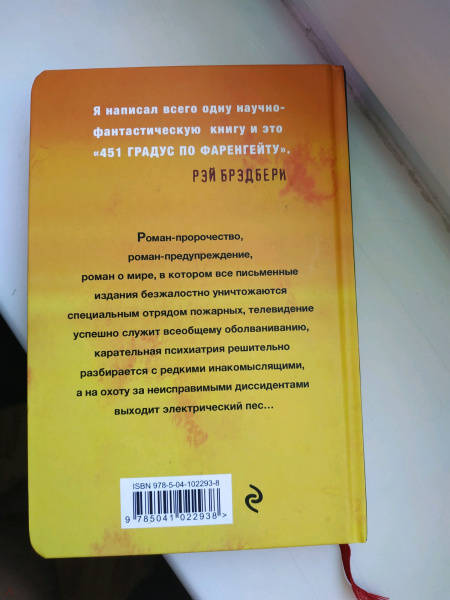 Я написал всего одну научно-
фантастическую книгу и это
«451 ГРАДУС ПО ФАРЕНГЕЙТУ».
РЭЙ БРЭДБЕРИ
Роман-пророчество,
роман-предупреждение,
роман о мире, в котором все письменные
издания безжалостно уничтожаются
специальным отрядом пожарных, телевидение
успешно служит всеобщему оболваниванию,
карательная психиатрия решительно
разбирается с редкими инакомыслящими,
а на охоту за неисправимыми диссидентами
выходит электрический пес...
ISBN 978-5-04-102293-8
9 785041 022938>